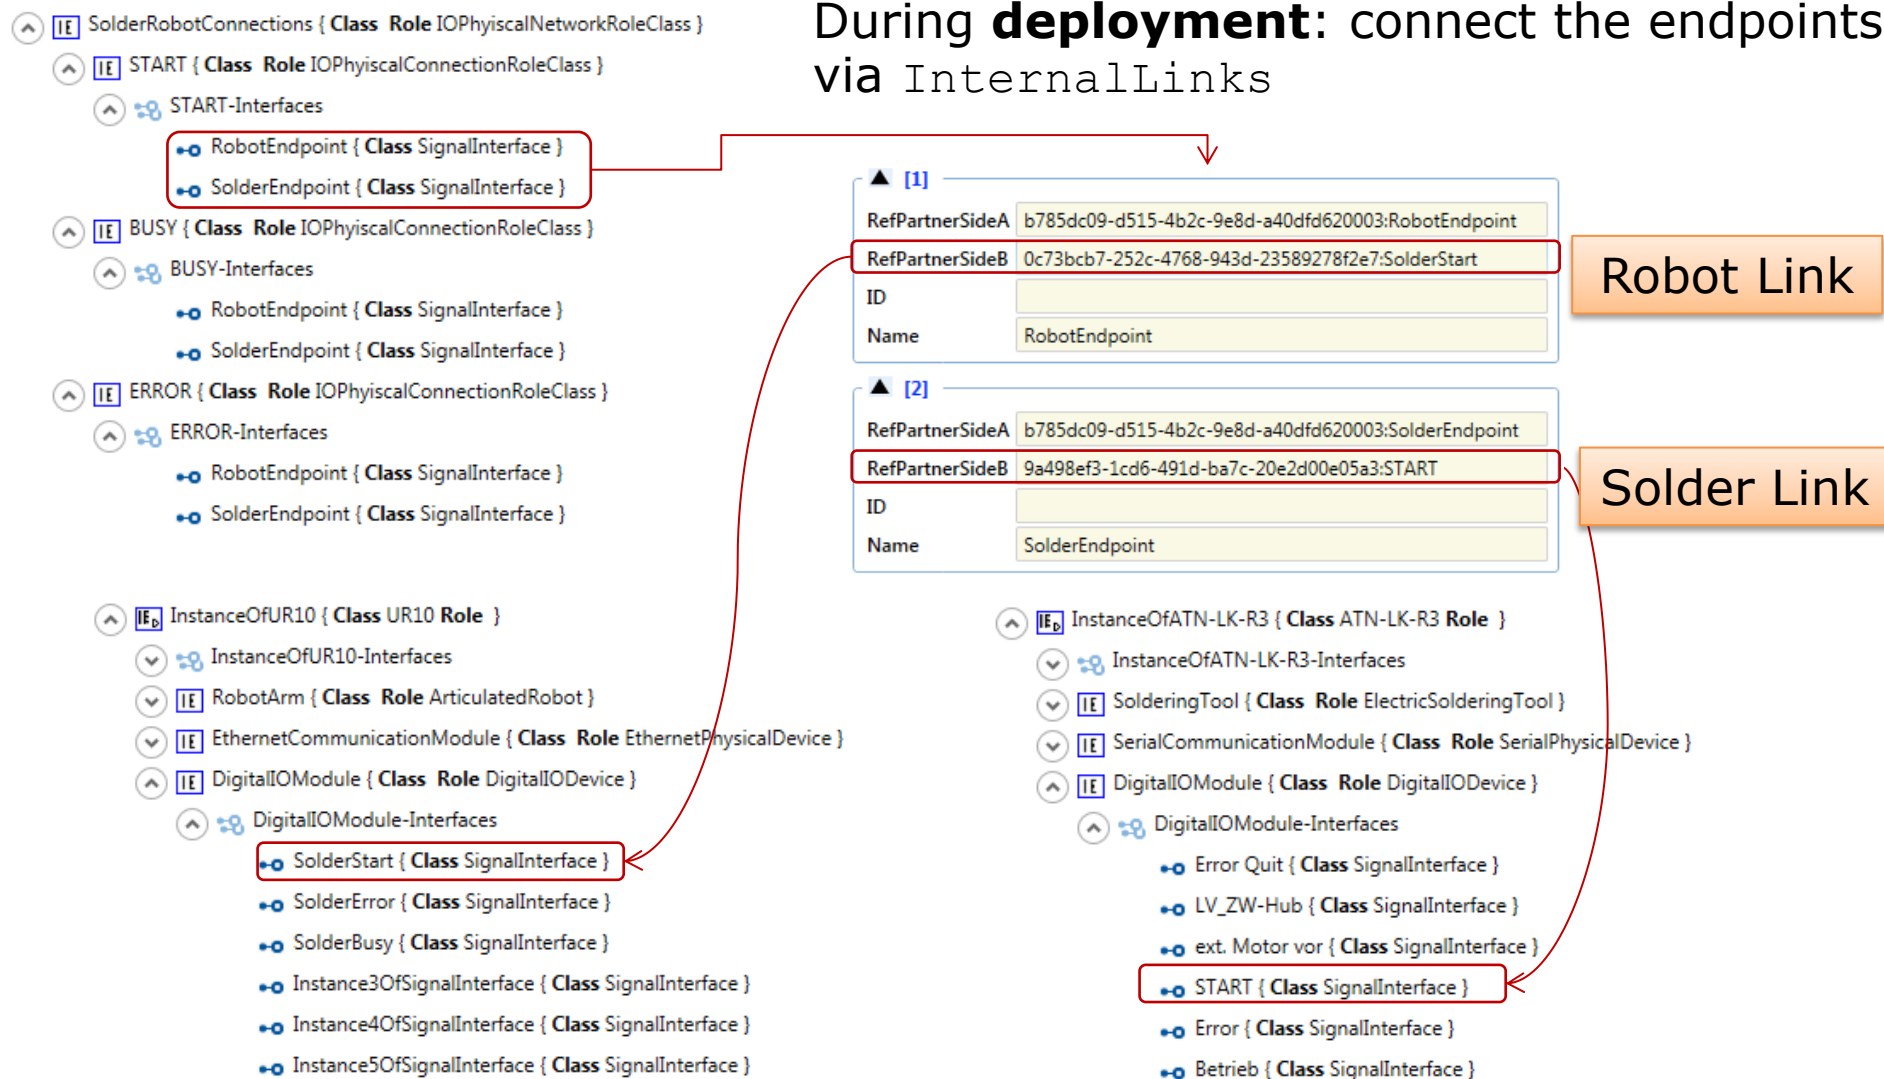 During deployment: connect the endpoints
via InternalLinks
SolderRobotConnections { Class Role IOPhyiscalNetworkRoleClass }
START { Class Role IOPhyiscalConnectionRoleClass }
START-Interfaces
RobotEndpoint { Class SignalInterface }
SolderEndpoint { Class SignalInterface }
BUSY { Class Role IOPhyiscalConnectionRoleClass }
BUSY-Interfaces
RobotEndpoint { Class SignalInterface }
SolderEndpoint { Class SignalInterface }
ERROR { Class Role IOPhyiscalConnectionRoleClass }
ERROR-Interfaces
RobotEndpoint { Class SignalInterface }
SolderEndpoint { Class SignalInterface }
[1]
RefPartnerSideA b785dc09-d515-4b2c-9e8d-a40dfd620003:RobotEndpoint
RefPartnerSideB 0c73bcb7-252c-4768-943d-23589278f2e7:SolderStart
ID
Name RobotEndpoint
Robot Link
[2]
RefPartnerSideA b785dc09-d515-4b2c-9e8d-a40dfd620003:SolderEndpoint
RefPartnerSideB 9a498ef3-1cd6-491d-ba7c-20e2d00e05a3:START
ID
Name SolderEndpoint
Solder Link
InstanceOfUR10 { Class UR10 Role }
InstanceOfUR10-Interfaces
RobotArm { Class Role ArticulatedRobot }
EthernetCommunicationModule { Class Role EthernetPhysicalDevice }
DigitalIOModule { Class Role DigitalIODevice }
DigitalIOModule-Interfaces
SolderStart { Class SignalInterface }
SolderError { Class SignalInterface }
SolderBusy { Class SignalInterface }
Instance3OfSignalInterface { Class SignalInterface }
Instance4OfSignalInterface { Class SignalInterface }
Instance5OfSignalInterface { Class SignalInterface }
InstanceOfATN-LK-R3 { Class ATN-LK-R3 Role }
InstanceOfATN-LK-R3-Interfaces
SolderingTool { Class Role ElectricSolderingTool }
SerialCommunicationModule { Class Role SerialPhysicalDevice }
DigitalIOModule { Class Role DigitalIODevice }
DigitalIOModule-Interfaces
Error Quit { Class SignalInterface }
LV_ZW-Hub { Class SignalInterface }
ext. Motor vor { Class SignalInterface }
START { Class SignalInterface }
Error { Class SignalInterface }
Betrieb { Class SignalInterface }